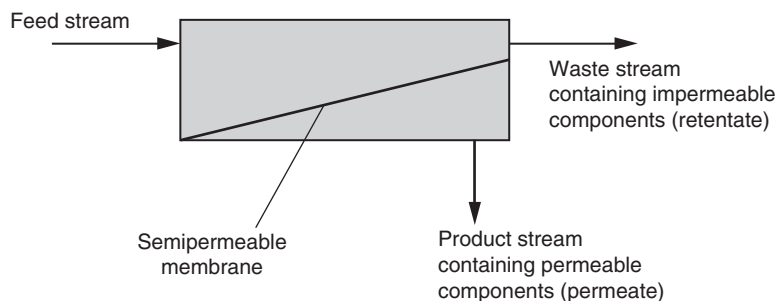 Feed stream
Waste stream
containing impermeable
components (retentate)
Semipermeable
membrane
Product stream
containing permeable
components (permeate)